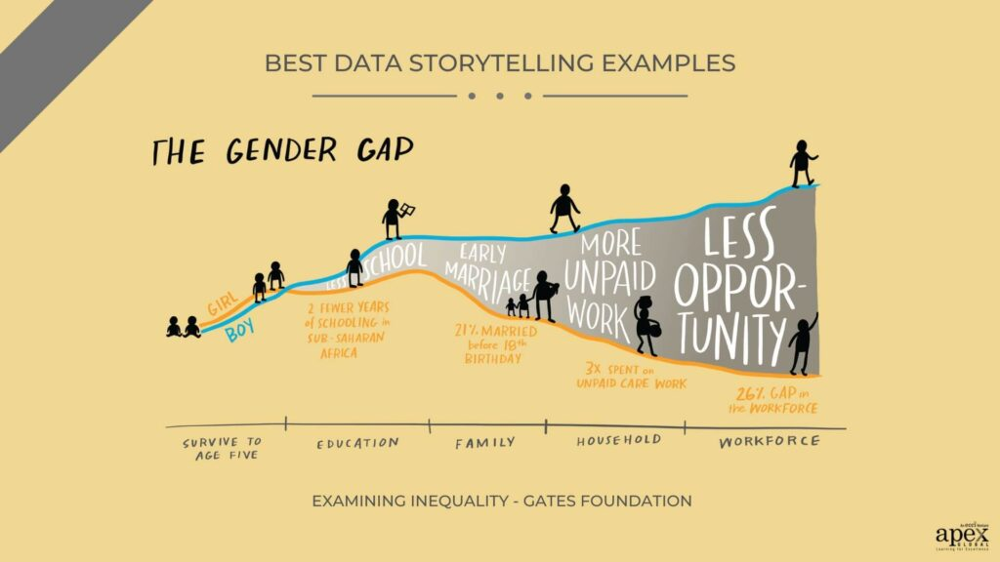 BEST DATA STORYTELLING EXAMPLES
THE GENDER GAP
GIRL
BOY
LESS SCHOOL
2 FEWER YEARS
of SCHOOLING in
SUB-SAHARAN
AFRICA
EARLY
MARRIAGE
21% MARRIED
before 18th
BIRTHDAY
MORE
UNPAID
WORK
3X SPENT on
UNPAID CARE WORK
LESS
OPPOR-
TUNITY
26% GAP in
the WORKFORCE
SURVIVE TO
AGE FIVE
EDUCATION
FAMILY
HOUSEHOLD
WORKFORCE
EXAMINING INEQUALITY - GATES FOUNDATION
apex
GLOBAL
Learning for Excellence